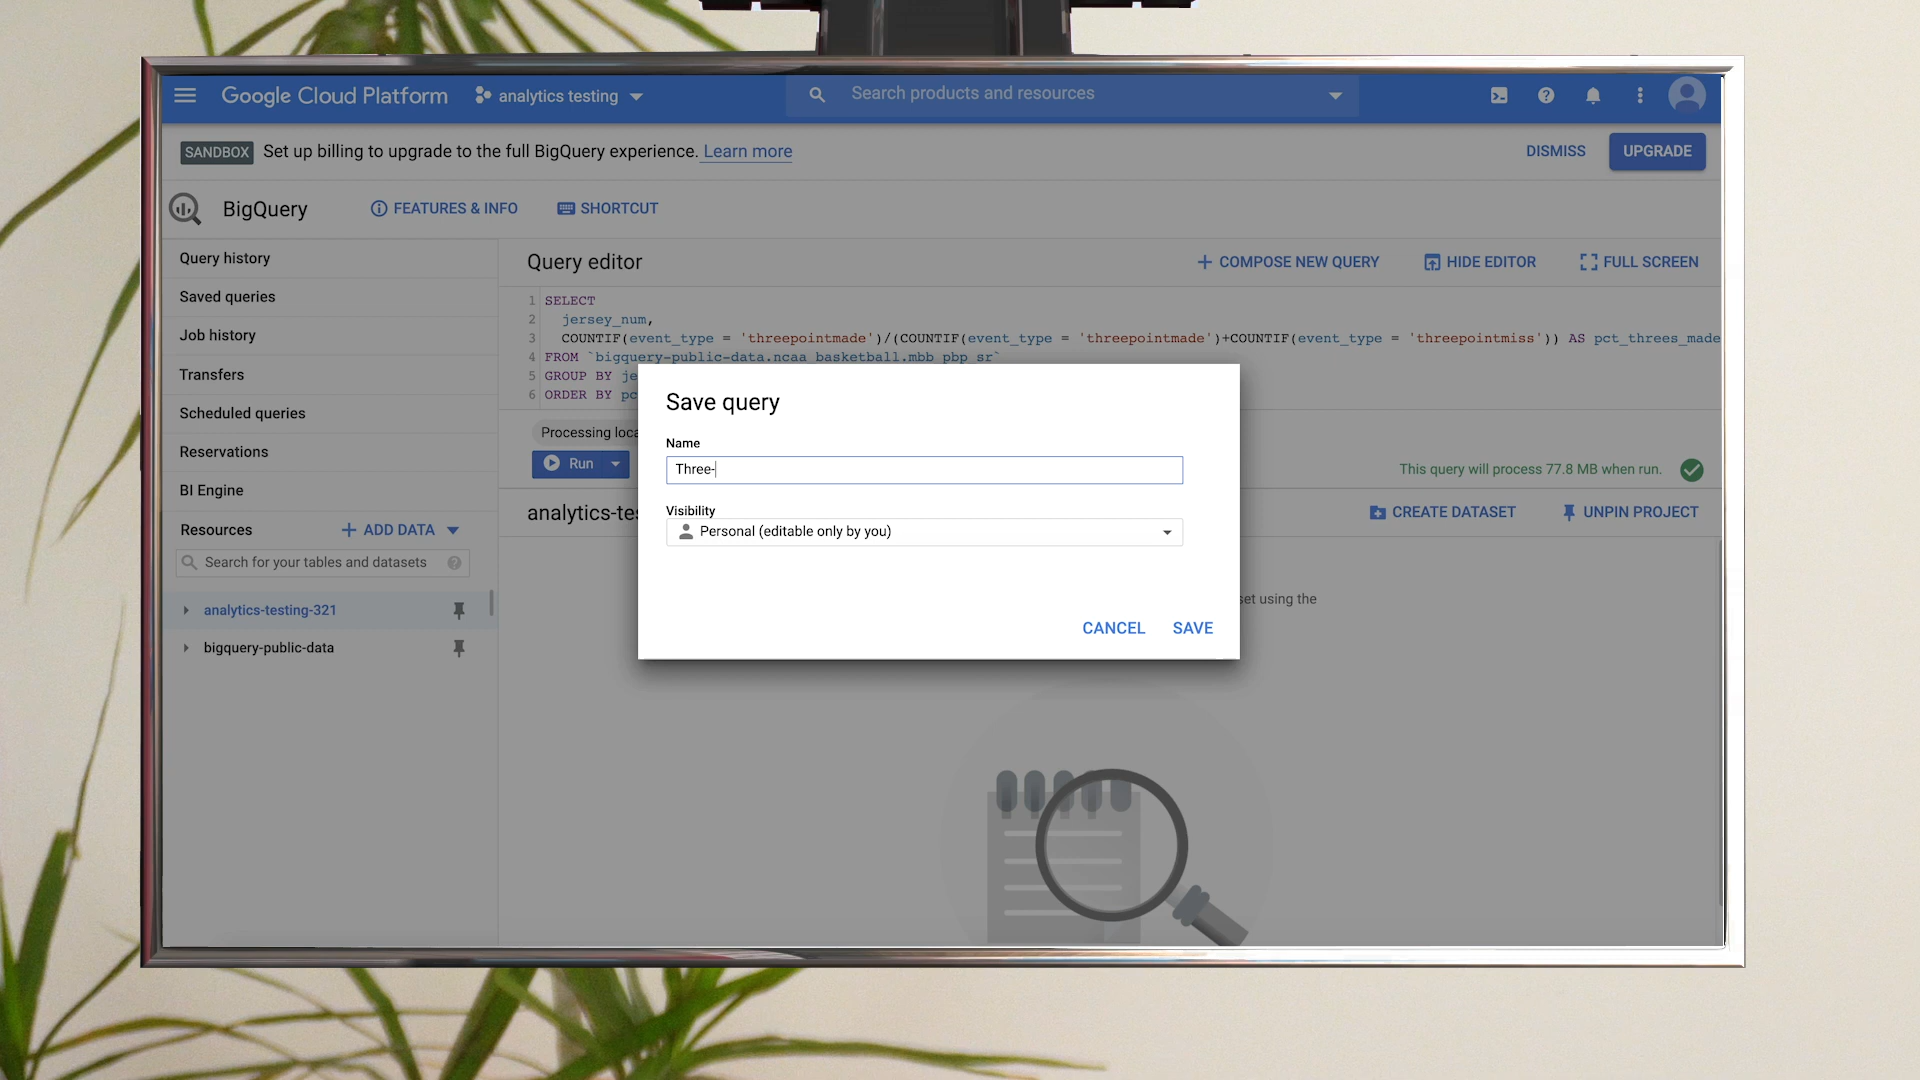 Google Cloud Platform
analytics testing
Search products and resources
SANDBOX Set up billing to upgrade to the full BigQuery experience. Learn more
DISMISS
UPGRADE
BigQuery
FEATURES & INFO
SHORTCUT
Query history
Saved queries
Job history
Transfers
Scheduled queries
Reservations
BI Engine
Resources
ADD DATA
Search for your tables and datasets
analytics-testing-321
bigquery-public-data
Query editor
COMPOSE NEW QUERY
HIDE EDITOR
FULL SCREEN
1 SELECT
2 jersey_num,
3 COUNTIF(event_type = 'threepointmade')/(COUNTIF(event_type = 'threepointmade')+COUNTIF(event_type = 'threepointmiss')) AS pct_threes_made
4 FROM `bigquery-public-data.ncaa_basketball.mbb_pbp_sr`
5 GROUP BY je
6 ORDER BY pc
Processing loca
Run
This query will process 77.8 MB when run.
analytics-tes
CREATE DATASET
UNPIN PROJECT
set using the
Save query
Name
Three-
Visibility
Personal (editable only by you)
CANCEL
SAVE